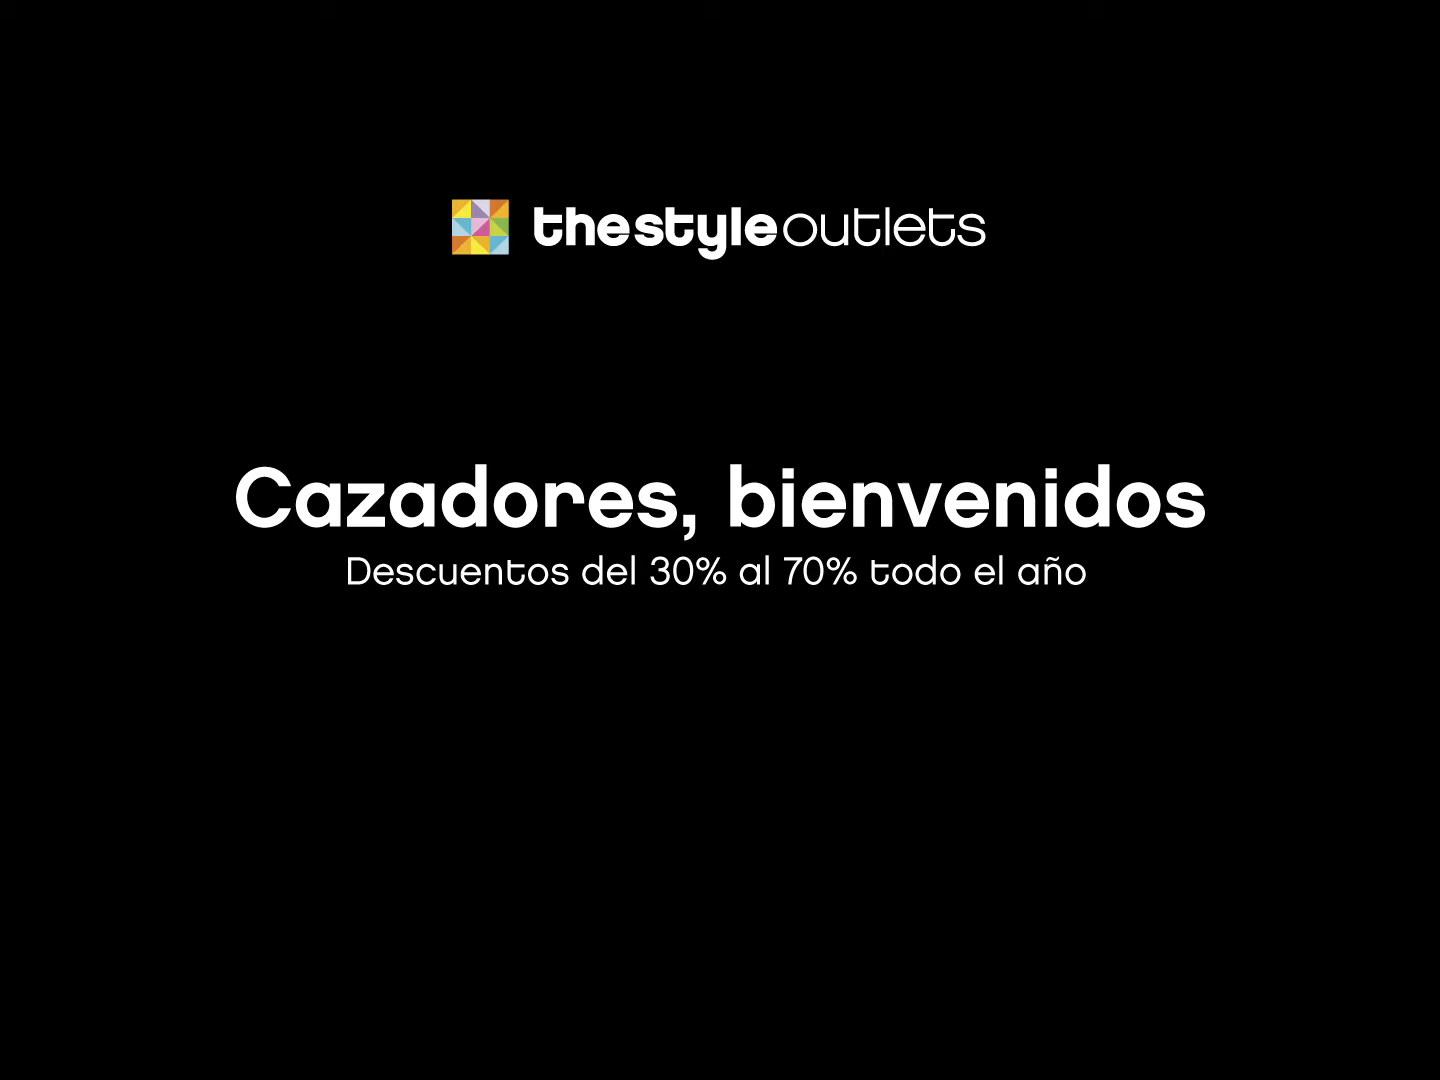 thestyleoutlets
Cazadores, bienvenidos
Descuentos del 30% al 70% todo el año